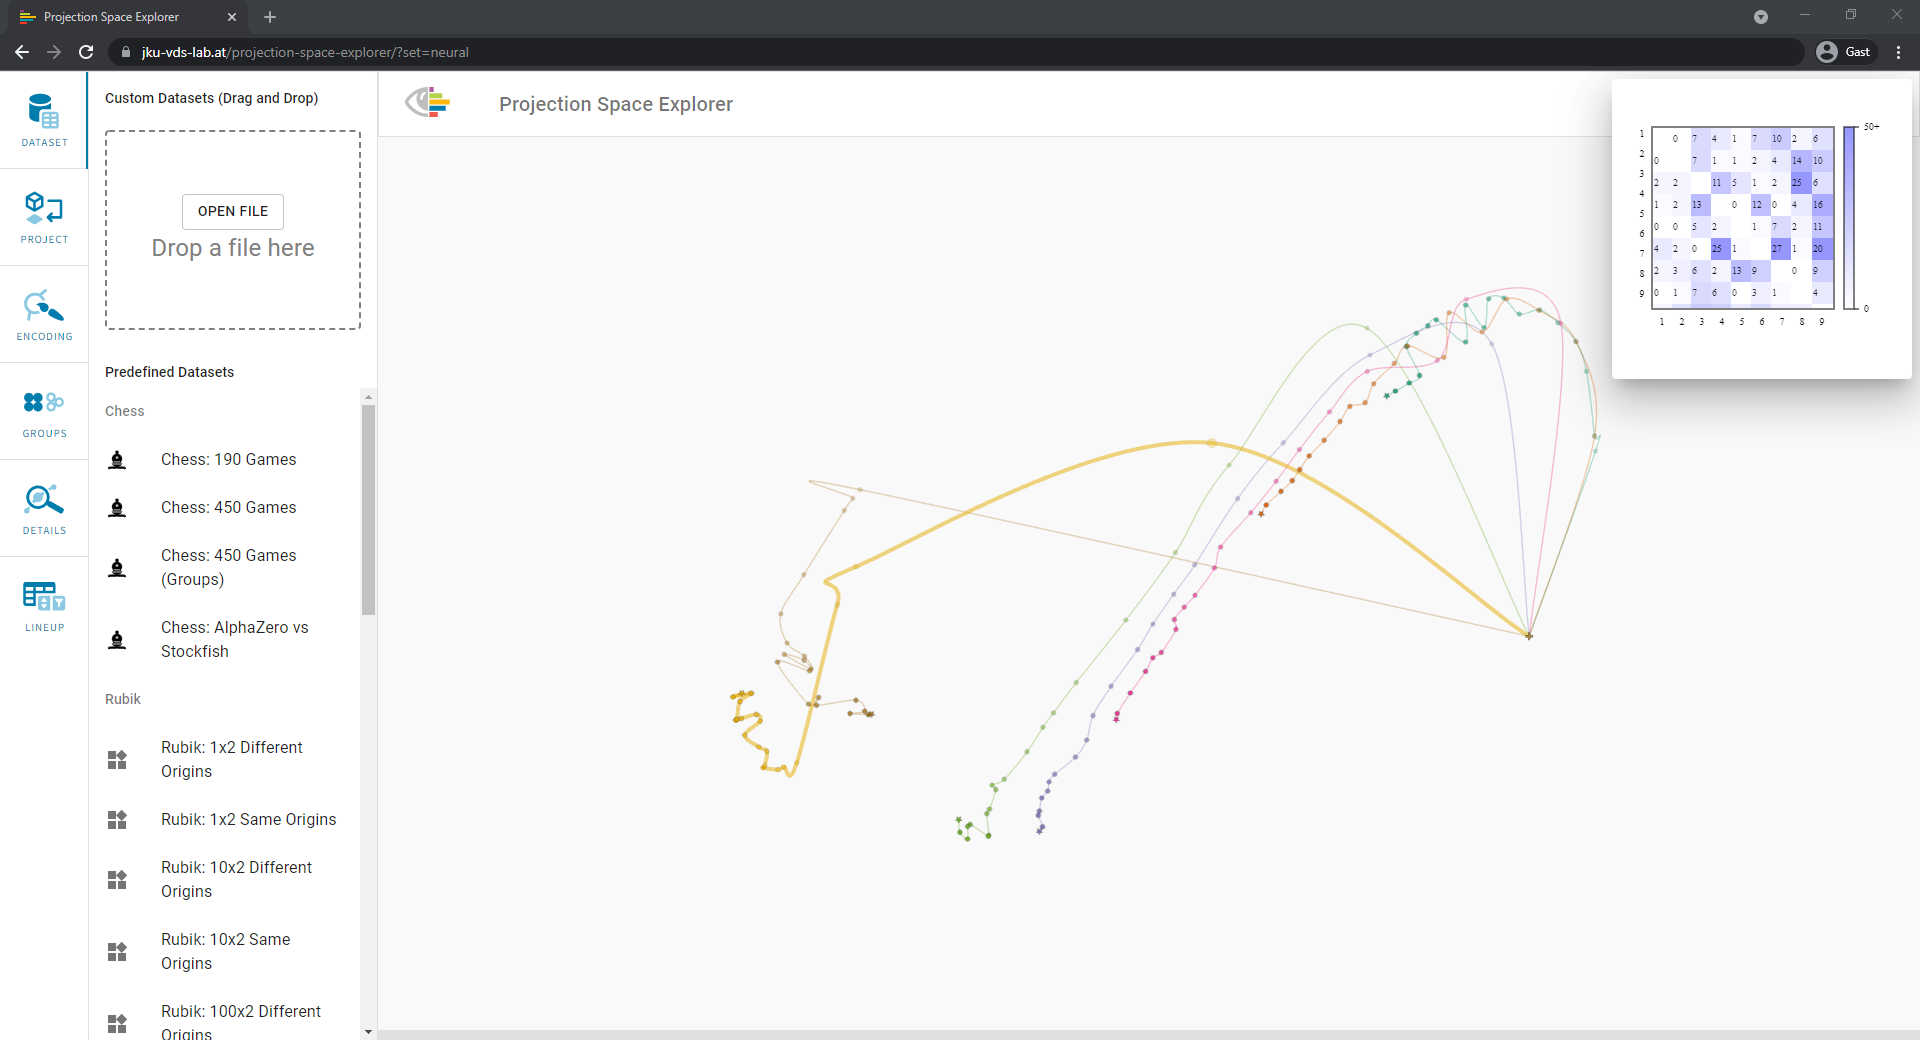 Projection Space Explorer
jku-vds-lab.at/projection-space-explorer/?set=neural
Gast
DATASET
PROJECT
ENCODING
GROUPS
DETAILS
LINEUP
Custom Datasets (Drag and Drop)
OPEN FILE
Drop a file here
Predefined Datasets
Chess
Chess: 190 Games
Chess: 450 Games
Chess: 450 Games
(Groups)
Chess: AlphaZero vs
Stockfish
Rubik
Rubik: 1x2 Different
Origins
Rubik: 1x2 Same Origins
Rubik: 10x2 Different
Origins
Rubik: 10x2 Same
Origins
Rubik: 100x2 Different
Origins
Projection Space Explorer
1
2
3
4
5
6
7
8
9
0 7 4 1 7 10 2 6
0 7 1 1 2 4 14 10
2 2 11 5 1 2 25 6
1 2 13 0 12 0 4 16
0 0 5 2 1 7 2 11
4 2 0 25 1 27 1 20
2 3 6 2 13 9 0 9
0 1 7 6 0 3 1 4
1 2 3 4 5 6 7 8 9
50+
0